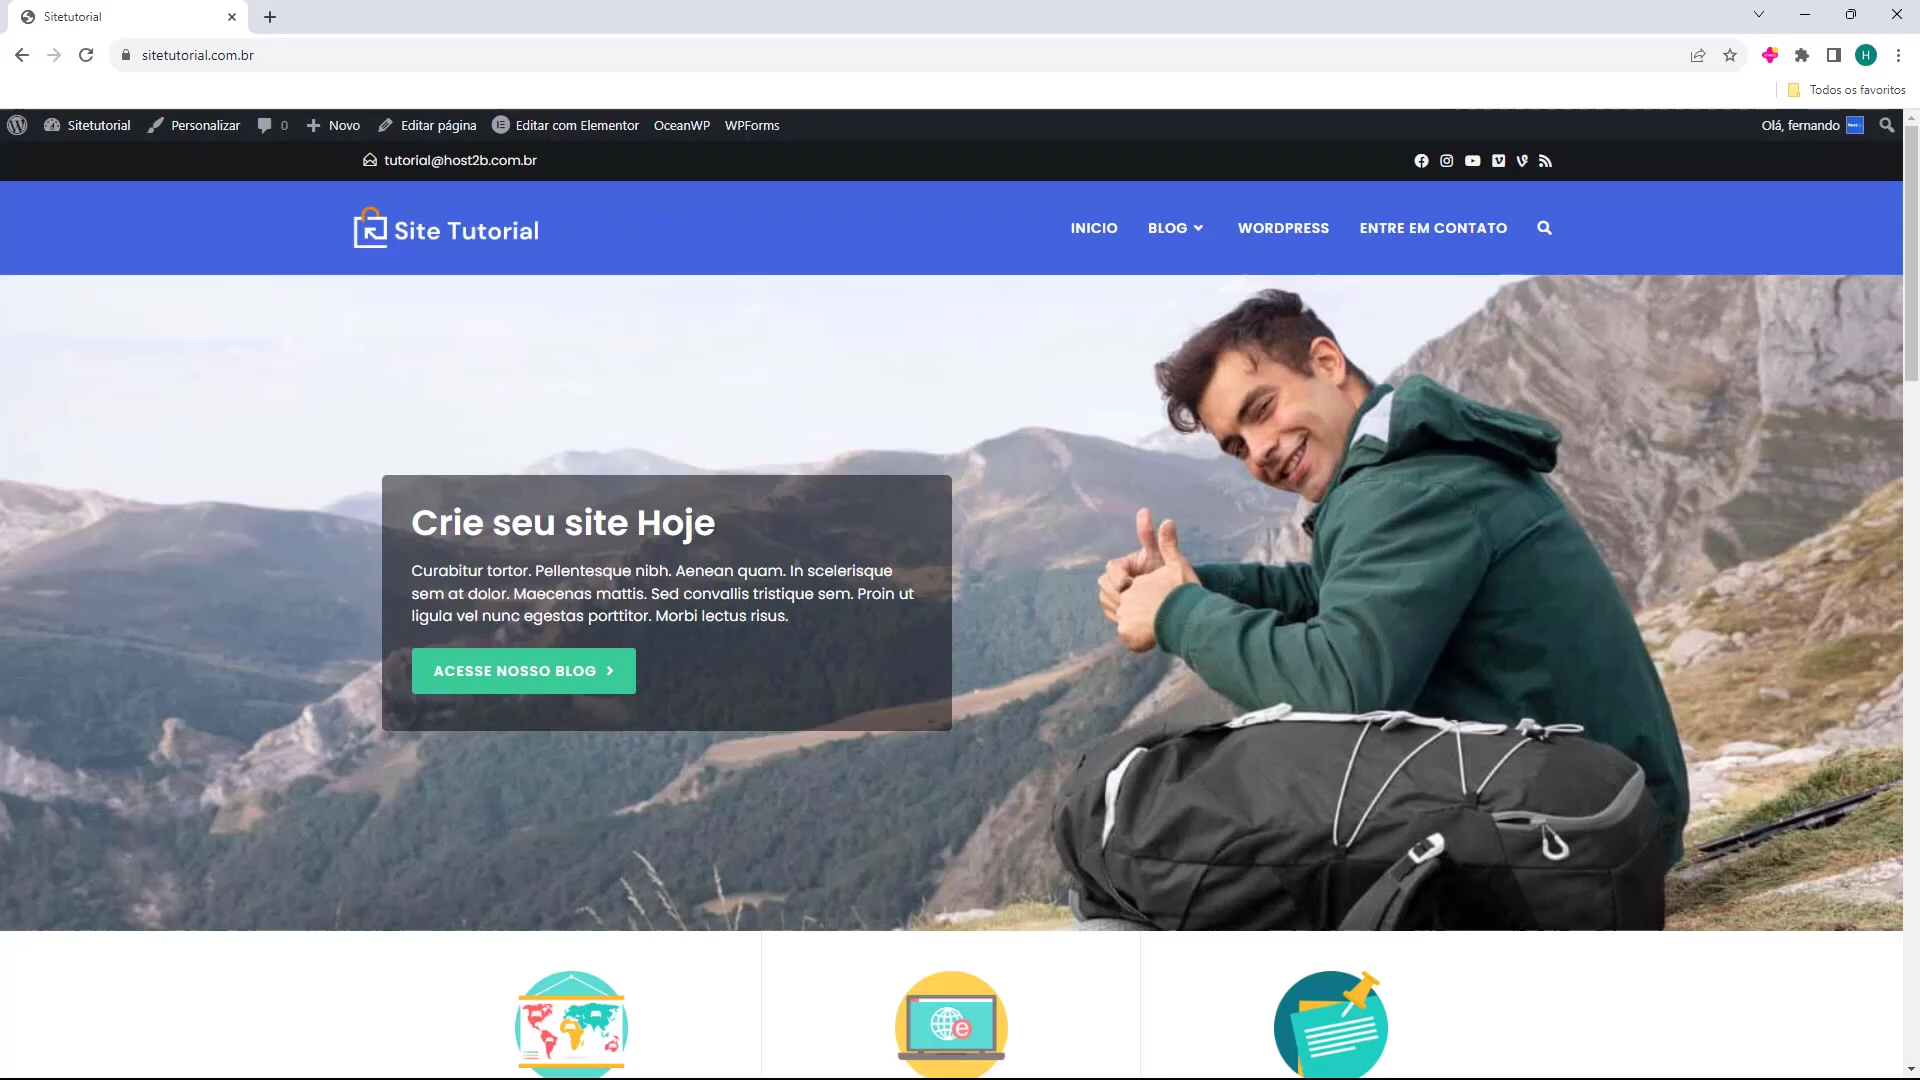 Sitetutorial
sitetutorial.com.br
H
Todos os favoritos
Sitetutorial Personalizar 0 Novo Editar página Editar com Elementor OceanWP WPForms Olá, fernando
tutorial@host2b.com.br
Site Tutorial
INICIO BLOG WORDPRESS ENTRE EM CONTATO
Crie seu site Hoje
Curabitur tortor. Pellentesque nibh. Aenean quam. In scelerisque
sem at dolor. Maecenas mattis. Sed convallis tristique sem. Proin ut
ligula vel nunc egestas porttitor. Morbi lectus risus.
ACESSE NOSSO BLOG
e